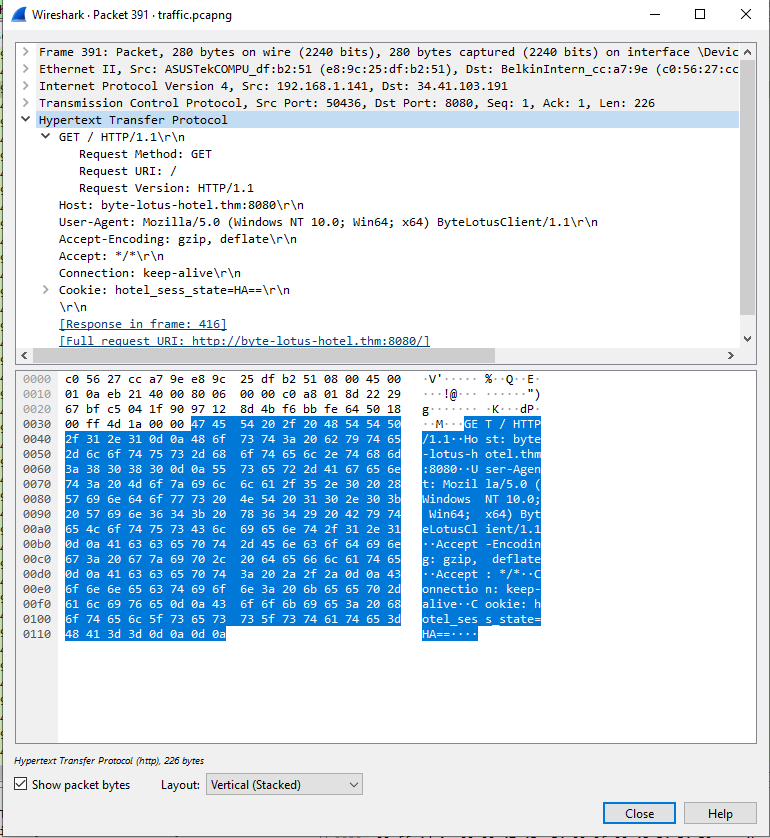 Wireshark · Packet 391 · traffic.pcapng
Frame 391: Packet, 280 bytes on wire (2240 bits), 280 bytes captured (2240 bits) on interface \Devic
Ethernet II, Src: ASUSTekCOMPU_df:b2:51 (e8:9c:25:df:b2:51), Dst: BelkinIntern_cc:a7:9e (c0:56:27:cc
Internet Protocol Version 4, Src: 192.168.1.141, Dst: 34.41.103.191
Transmission Control Protocol, Src Port: 50436, Dst Port: 8080, Seq: 1, Ack: 1, Len: 226
Hypertext Transfer Protocol
GET / HTTP/1.1\r\n
Request Method: GET
Request URI: /
Request Version: HTTP/1.1
Host: byte-lotus-hotel.thm:8080\r\n
User-Agent: Mozilla/5.0 (Windows NT 10.0; Win64; x64) ByteLotusClient/1.1\r\n
Accept-Encoding: gzip, deflate\r\n
Accept: */*\r\n
Connection: keep-alive\r\n
Cookie: hotel_sess_state=HA==\r\n
\r\n
[Response in frame: 416]
[Full request URI: http://byte-lotus-hotel.thm:8080/]
0000 c0 56 27 cc a7 9e e8 9c 25 df b2 51 08 00 45 00 ·V'····· %··Q··E·
0010 01 0a eb 21 40 00 80 06 00 00 c0 a8 01 8d 22 29 ···!@··· ······")
0020 67 bf c5 04 1f 90 97 12 8d 4b f6 bb fe 64 50 18 g······· ·K···dP·
0030 00 ff 4d 1a 00 00 47 45 54 20 2f 20 48 54 54 50 ··M···GE T / HTTP
0040 2f 31 2e 31 0d 0a 48 6f 73 74 3a 20 62 79 74 65 /1.1··Ho st: byte
0050 2d 6c 6f 74 75 73 2d 68 6f 74 65 6c 2e 74 68 6d -lotus-h otel.thm
0060 3a 38 30 38 30 0d 0a 55 73 65 72 2d 41 67 65 6e :8080··U ser-Agen
0070 74 3a 20 4d 6f 7a 69 6c 6c 61 2f 35 2e 30 20 28 t: Mozil la/5.0 (
0080 57 69 6e 64 6f 77 73 20 4e 54 20 31 30 2e 30 3b Windows  NT 10.0;
0090 20 57 69 6e 36 34 3b 20 78 36 34 29 20 42 79 74  Win64;  x64) Byt
00a0 65 4c 6f 74 75 73 43 6c 69 65 6e 74 2f 31 2e 31 eLotusCl ient/1.1
00b0 0d 0a 41 63 63 65 70 74 2d 45 6e 63 6f 64 69 6e ··Accept -Encodin
00c0 67 3a 20 67 7a 69 70 2c 20 64 65 66 6c 61 74 65 g: gzip,  deflate
00d0 0d 0a 41 63 63 65 70 74 3a 20 2a 2f 2a 0d 0a 43 ··Accept : */*··C
00e0 6f 6e 6e 65 63 74 69 6f 6e 3a 20 6b 65 65 70 2d onnectio n: keep-
00f0 61 6c 69 76 65 0d 0a 43 6f 6f 6b 69 65 3a 20 68 alive··C ookie: h
0100 6f 74 65 6c 5f 73 65 73 73 5f 73 74 61 74 65 3d otel_ses s_state=
0110 48 41 3d 3d 0d 0a 0d 0a HA==····
Hypertext Transfer Protocol (http), 226 bytes
Show packet bytes Layout: Vertical (Stacked)
Close Help